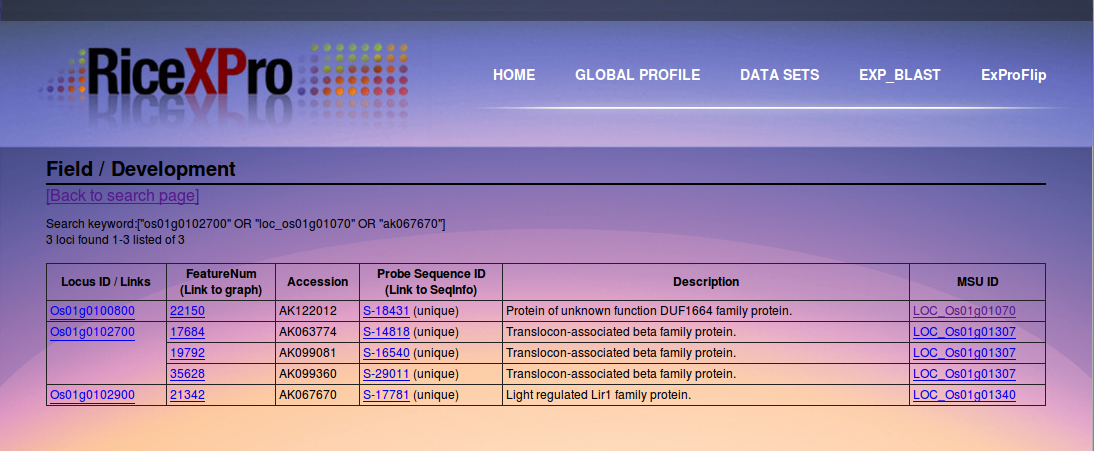 RiceXPro
HOME GLOBAL PROFILE DATA SETS EXP_BLAST ExProFlip
Field / Development
[Back to search page]
Search keyword:["os01g0102700" OR "loc_os01g01070" OR "ak067670"]
3 loci found 1-3 listed of 3
Locus ID / Links FeatureNum (Link to graph) Accession Probe Sequence ID (Link to SeqInfo) Description MSU ID
Os01g0100800 22150 AK122012 S-18431 (unique) Protein of unknown function DUF1664 family protein. LOC_Os01g01070
Os01g0102700 17684 AK063774 S-14818 (unique) Translocon-associated beta family protein. LOC_Os01g01307
19792 AK099081 S-16540 (unique) Translocon-associated beta family protein. LOC_Os01g01307
35628 AK099360 S-29011 (unique) Translocon-associated beta family protein. LOC_Os01g01307
Os01g0102900 21342 AK067670 S-17781 (unique) Light regulated Lir1 family protein. LOC_Os01g01340